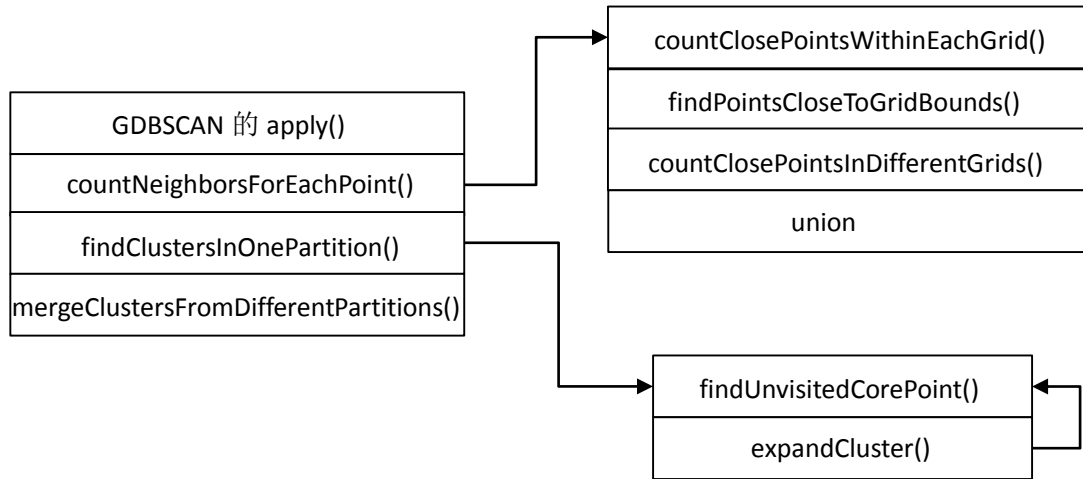 GDBSCAN 的 apply()
countNeighborsForEachPoint()
findClustersInOnePartition()
mergeClustersFromDifferentPartitions()
countClosePointsWithinEachGrid()
findPointsCloseToGridBounds()
countClosePointsInDifferentGrids()
union
findUnvisitedCorePoint()
expandCluster()